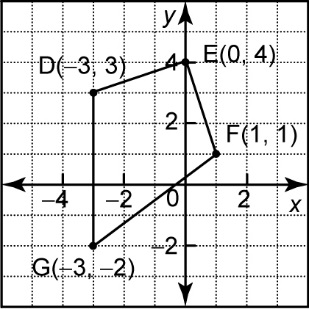 y
D(−3, 3)
4
E(0, 4)
2
F(1, 1)
−4
−2
0
2
x
−2
G(−3, −2)